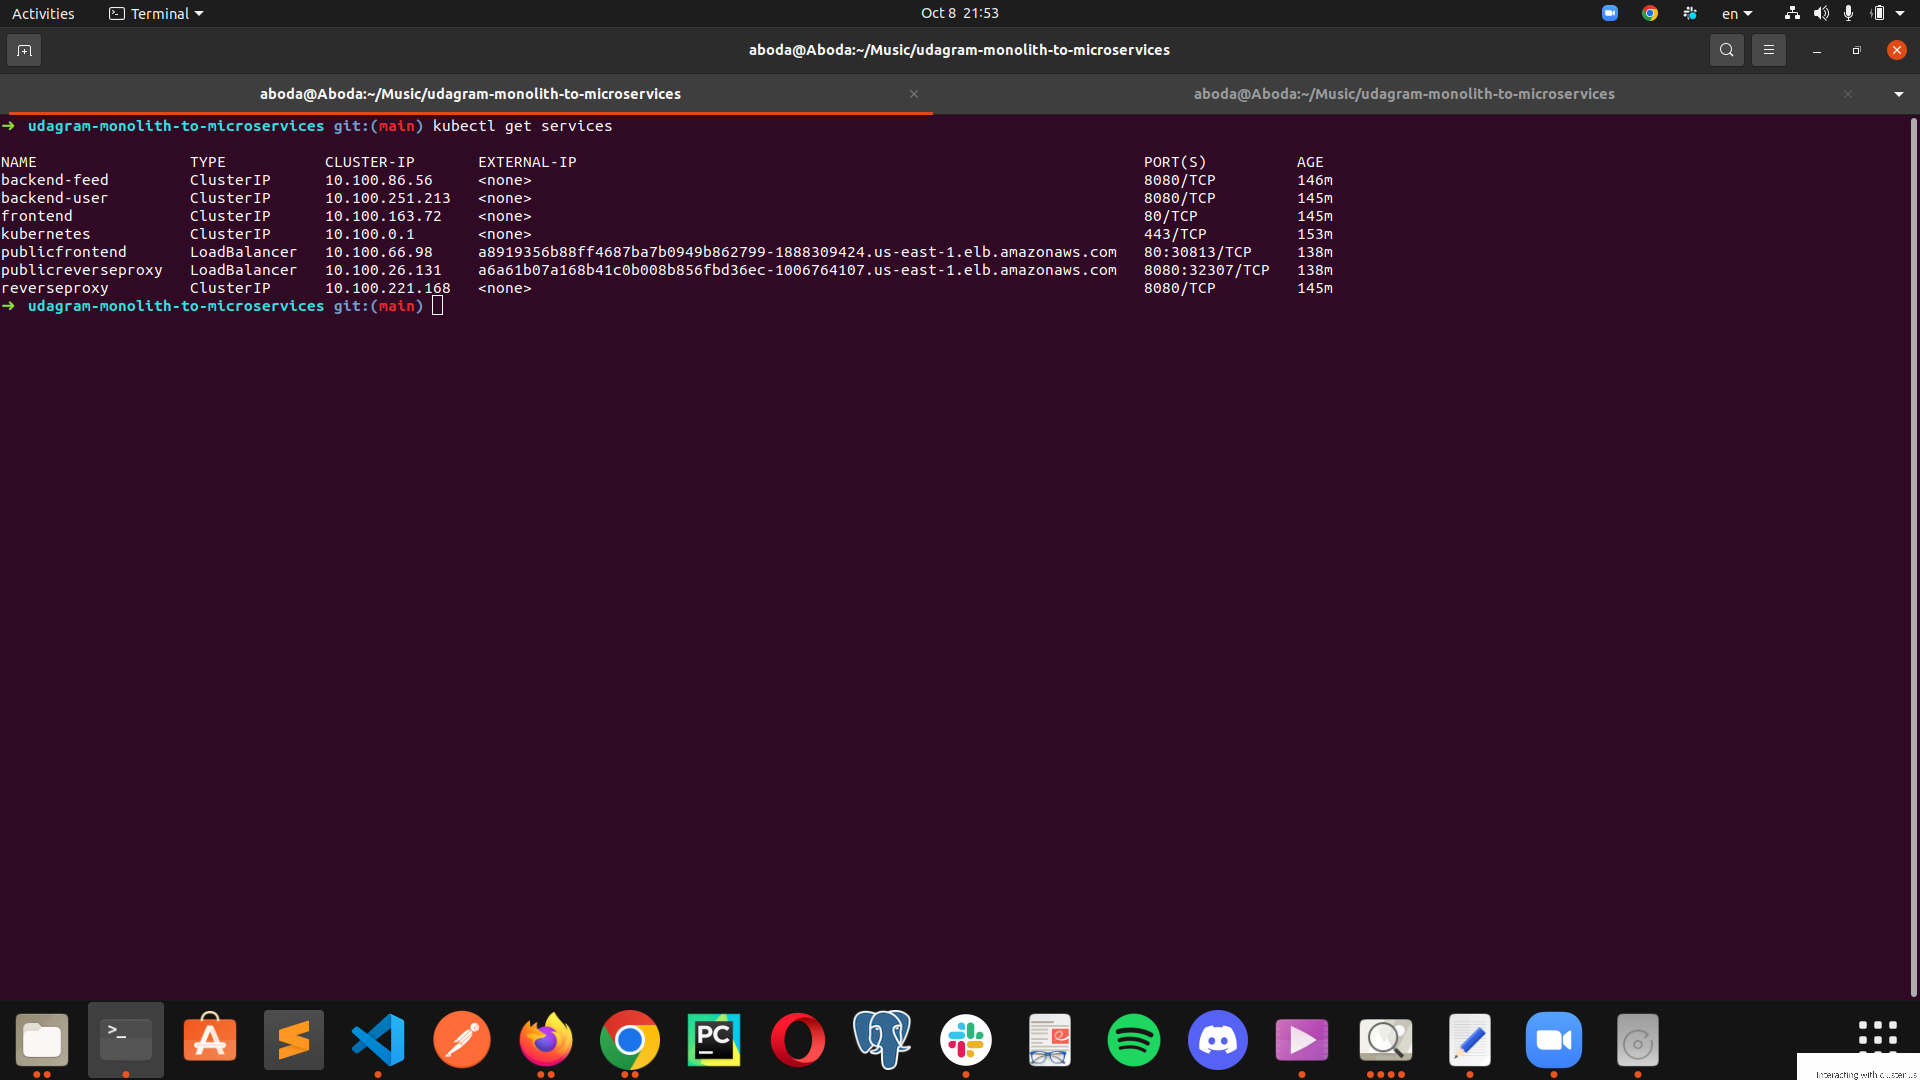 Activities Terminal Oct 8 21:53 en
aboda@Aboda:~/Music/udagram-monolith-to-microservices
aboda@Aboda:~/Music/udagram-monolith-to-microservices aboda@Aboda:~/Music/udagram-monolith-to-microservices
➜ udagram-monolith-to-microservices git:(main) kubectl get services
NAME TYPE CLUSTER-IP EXTERNAL-IP PORT(S) AGE
backend-feed ClusterIP 10.100.86.56 <none> 8080/TCP 146m
backend-user ClusterIP 10.100.251.213 <none> 8080/TCP 145m
frontend ClusterIP 10.100.163.72 <none> 80/TCP 145m
kubernetes ClusterIP 10.100.0.1 <none> 443/TCP 153m
publicfrontend LoadBalancer 10.100.66.98 a8919356b88ff4687ba7b0949b862799-1888309424.us-east-1.elb.amazonaws.com 80:30813/TCP 138m
publicreverseproxy LoadBalancer 10.100.26.131 a6a61b07a168b41c0b008b856fbd36ec-1006764107.us-east-1.elb.amazonaws.com 8080:32307/TCP 138m
reverseproxy ClusterIP 10.100.221.168 <none> 8080/TCP 145m
➜ udagram-monolith-to-microservices git:(main)
>_ PC
Interacting with cluster us